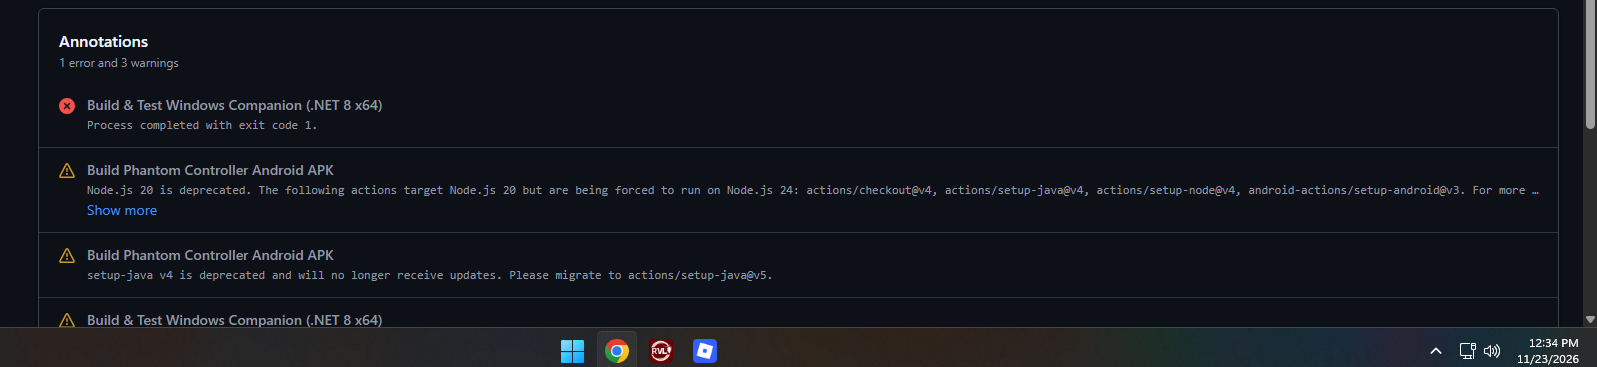 Annotations
1 error and 3 warnings
Build & Test Windows Companion (.NET 8 x64)
Process completed with exit code 1.
Build Phantom Controller Android APK
Node.js 20 is deprecated. The following actions target Node.js 20 but are being forced to run on Node.js 24: actions/checkout@v4, actions/setup-java@v4, actions/setup-node@v4, android-actions/setup-android@v3. For more …
Show more
Build Phantom Controller Android APK
setup-java v4 is deprecated and will no longer receive updates. Please migrate to actions/setup-java@v5.
Build & Test Windows Companion (.NET 8 x64)
RVL
12:34 PM
11/23/2026